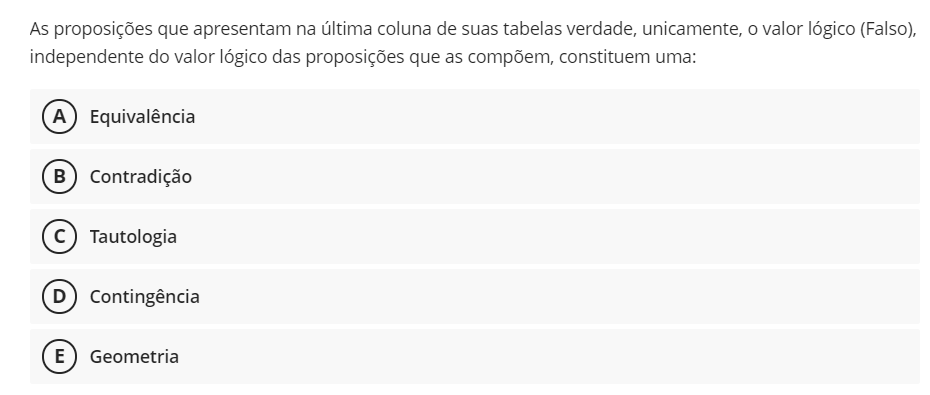 As proposições que apresentam na última coluna de suas tabelas verdade, unicamente, o valor lógico (Falso),
independente do valor lógico das proposições que as compõem, constituem uma:
A Equivalência
B Contradição
C Tautologia
D Contingência
E Geometria